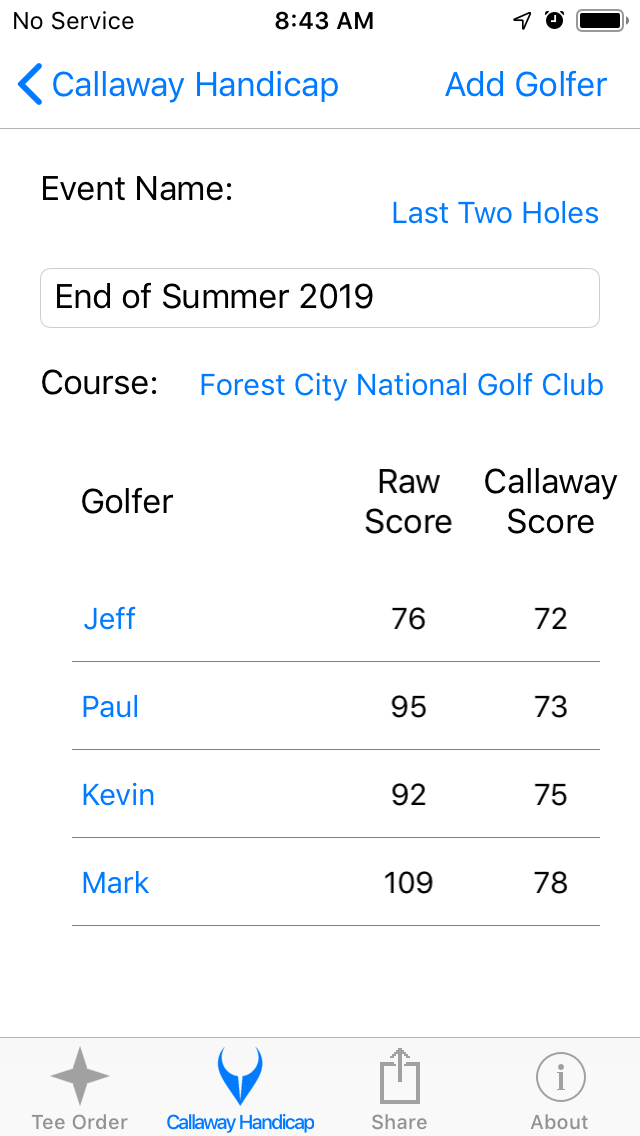 No Service 8:43 AM
Callaway Handicap Add Golfer
Event Name:
Last Two Holes
End of Summer 2019
Course: Forest City National Golf Club
Golfer Raw Score Callaway Score
Jeff 76 72
Paul 95 73
Kevin 92 75
Mark 109 78
Tee Order Callaway Handicap Share About